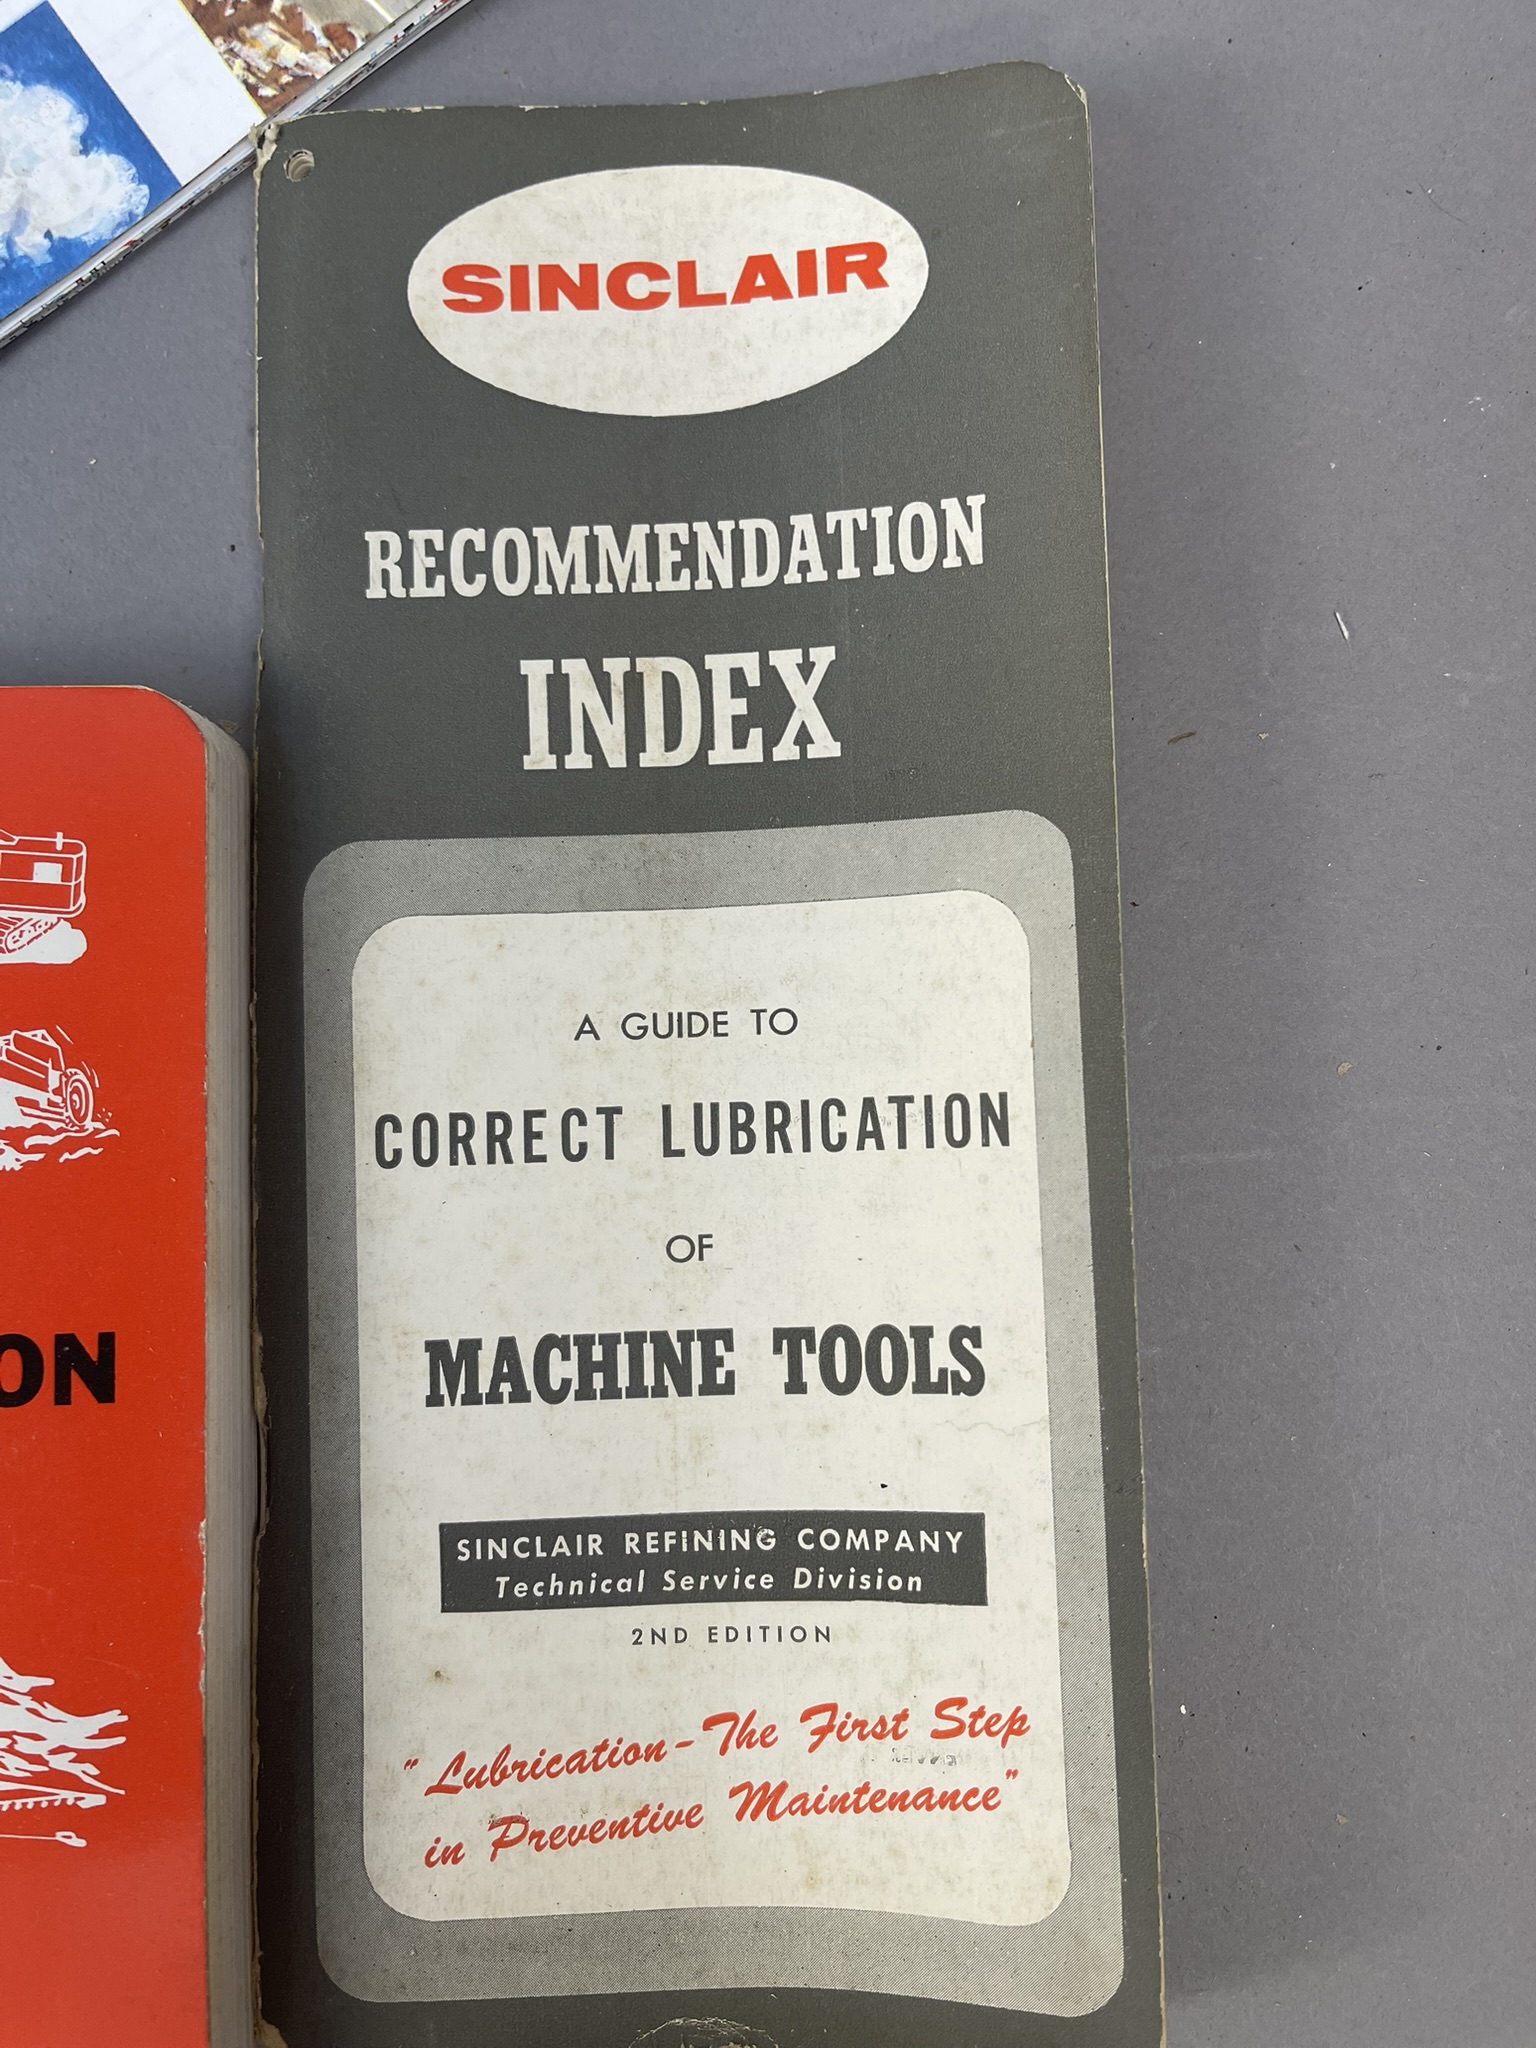 SINCLAIR
RECOMMENDATION
INDEX
A GUIDE TO
CORRECT LUBRICATION
OF
MACHINE TOOLS
SINCLAIR REFINING COMPANY
Technical Service Division
2ND EDITION
"Lubrication-The First Step
in Preventive Maintenance"
ON